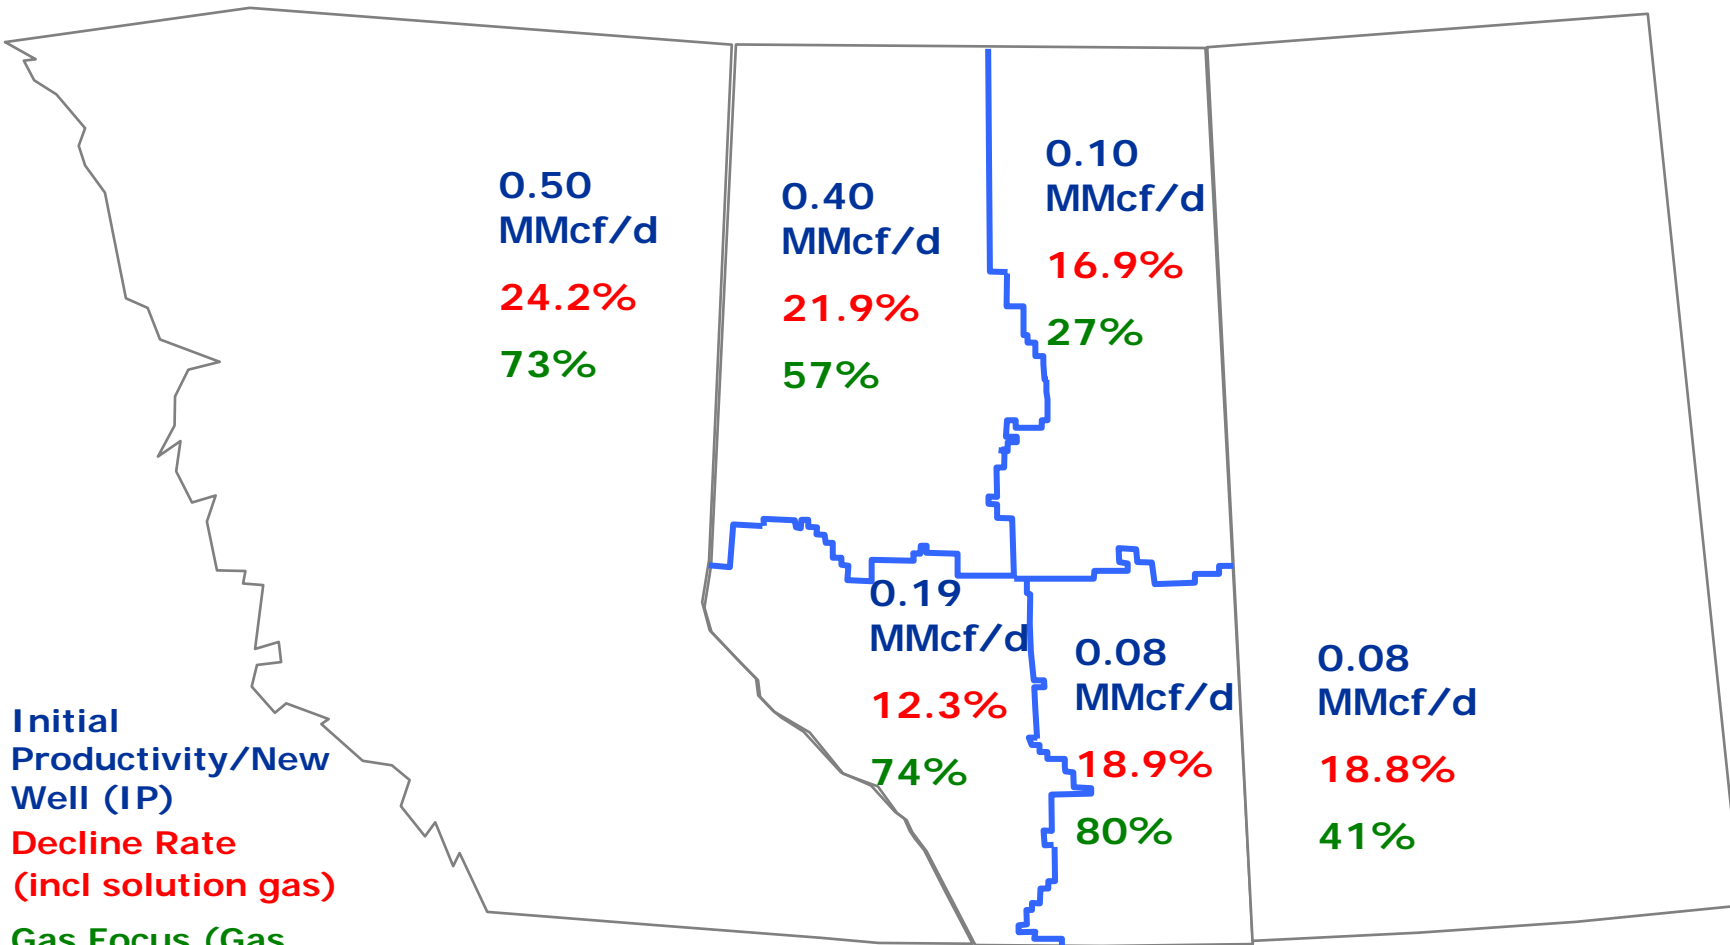 0.50
MMcf/d
24.2%
73%
0.40
MMcf/d
21.9%
57%
0.10
MMcf/d
16.9%
27%
0.19
MMcf/d
12.3%
74%
0.08
MMcf/d
18.9%
80%
0.08
MMcf/d
18.8%
41%
Initial
Productivity/New
Well (IP)
Decline Rate
(incl solution gas)
Gas Focus (Gas